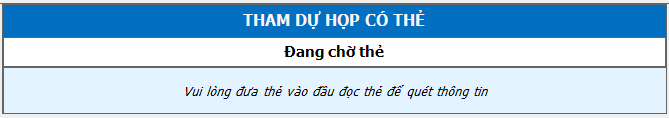 THAM DỰ HỌP CÓ THẺ
Đang chờ thẻ
Vui lòng đưa thẻ vào đầu đọc thẻ để quét thông tin